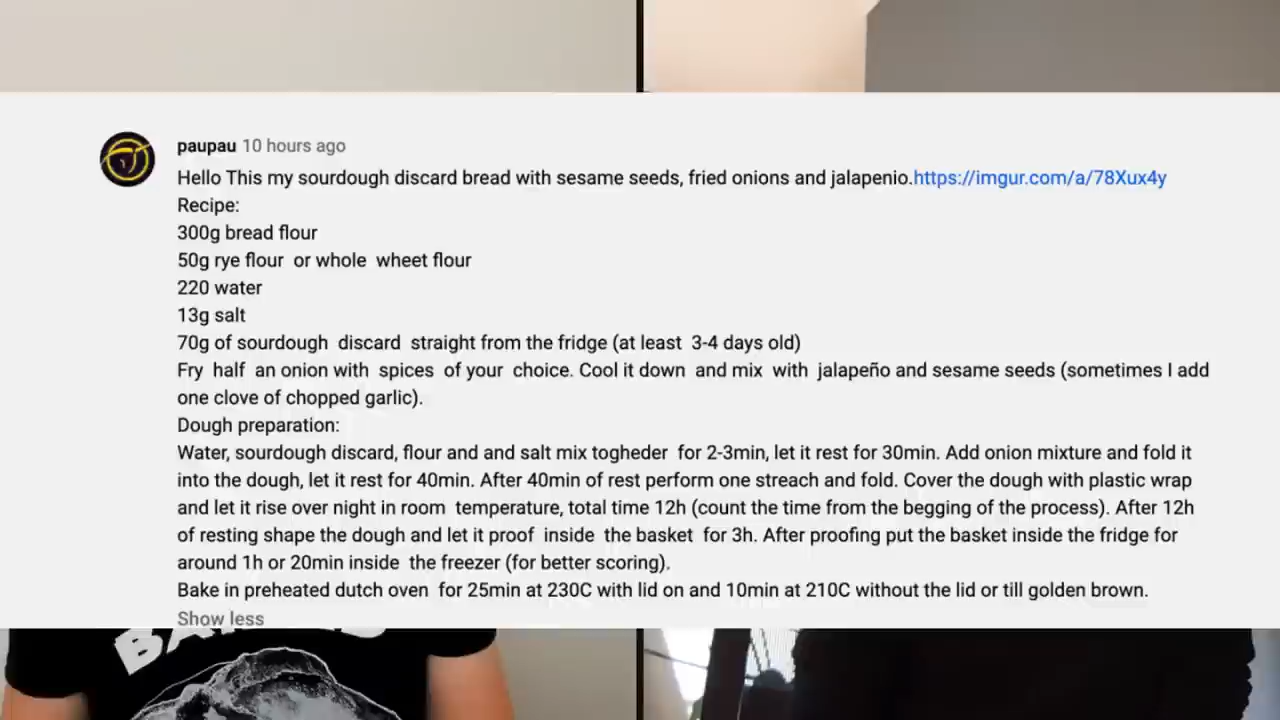 paupau 10 hours ago
Hello This my sourdough discard bread with sesame seeds, fried onions and jalapenio.https://imgur.com/a/78Xux4y
Recipe:
300g bread flour
50g rye flour or whole wheet flour
220 water
13g salt
70g of sourdough discard straight from the fridge (at least 3-4 days old)
Fry half an onion with spices of your choice. Cool it down and mix with jalapeño and sesame seeds (sometimes I add
one clove of chopped garlic).
Dough preparation:
Water, sourdough discard, flour and and salt mix togheder for 2-3min, let it rest for 30min. Add onion mixture and fold it
into the dough, let it rest for 40min. After 40min of rest perform one streach and fold. Cover the dough with plastic wrap
and let it rise over night in room temperature, total time 12h (count the time from the begging of the process). After 12h
of resting shape the dough and let it proof inside the basket for 3h. After proofing put the basket inside the fridge for
around 1h or 20min inside the freezer (for better scoring).
Bake in preheated dutch oven for 25min at 230C with lid on and 10min at 210C without the lid or till golden brown.
Show less